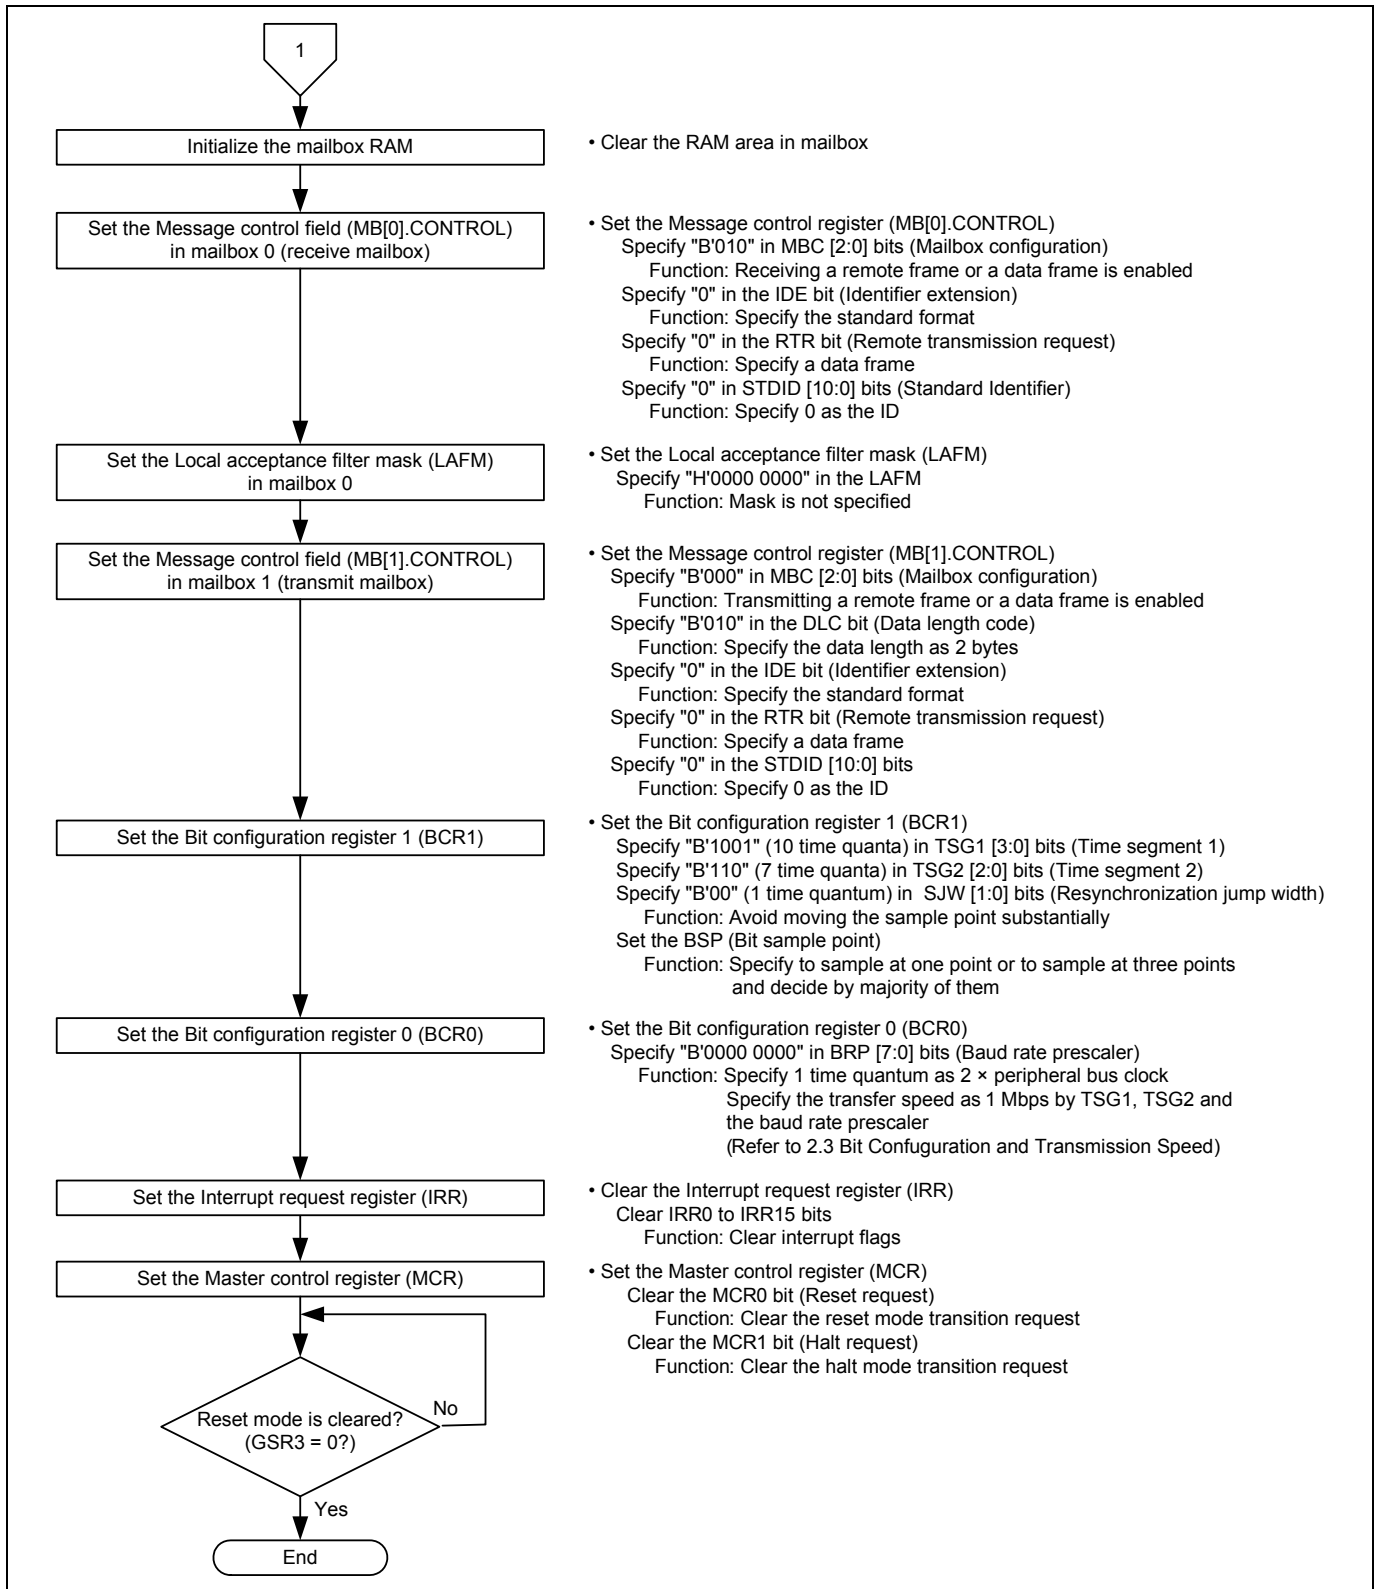 1
Initialize the mailbox RAM
• Clear the RAM area in mailbox
Set the Message control field (MB[0].CONTROL)
in mailbox 0 (receive mailbox)
• Set the Message control register (MB[0].CONTROL)
Specify "B'010" in MBC [2:0] bits (Mailbox configuration)
Function: Receiving a remote frame or a data frame is enabled
Specify "0" in the IDE bit (Identifier extension)
Function: Specify the standard format
Specify "0" in the RTR bit (Remote transmission request)
Function: Specify a data frame
Specify "0" in STDID [10:0] bits (Standard Identifier)
Function: Specify 0 as the ID
Set the Local acceptance filter mask (LAFM)
in mailbox 0
• Set the Local acceptance filter mask (LAFM)
Specify "H'0000 0000" in the LAFM
Function: Mask is not specified
Set the Message control field (MB[1].CONTROL)
in mailbox 1 (transmit mailbox)
• Set the Message control register (MB[1].CONTROL)
Specify "B'000" in MBC [2:0] bits (Mailbox configuration)
Function: Transmitting a remote frame or a data frame is enabled
Specify "B'010" in the DLC bit (Data length code)
Function: Specify the data length as 2 bytes
Specify "0" in the IDE bit (Identifier extension)
Function: Specify the standard format
Specify "0" in the RTR bit (Remote transmission request)
Function: Specify a data frame
Specify "0" in the STDID [10:0] bits
Function: Specify 0 as the ID
Set the Bit configuration register 1 (BCR1)
• Set the Bit configuration register 1 (BCR1)
Specify "B'1001" (10 time quanta) in TSG1 [3:0] bits (Time segment 1)
Specify "B'110" (7 time quanta) in TSG2 [2:0] bits (Time segment 2)
Specify "B'00" (1 time quantum) in SJW [1:0] bits (Resynchronization jump width)
Function: Avoid moving the sample point substantially
Set the BSP (Bit sample point)
Function: Specify to sample at one point or to sample at three points
and decide by majority of them
Set the Bit configuration register 0 (BCR0)
• Set the Bit configuration register 0 (BCR0)
Specify "B'0000 0000" in BRP [7:0] bits (Baud rate prescaler)
Function: Specify 1 time quantum as 2 × peripheral bus clock
Specify the transfer speed as 1 Mbps by TSG1, TSG2 and
the baud rate prescaler
(Refer to 2.3 Bit Confuguration and Transmission Speed)
Set the Interrupt request register (IRR)
• Clear the Interrupt request register (IRR)
Clear IRR0 to IRR15 bits
Function: Clear interrupt flags
Set the Master control register (MCR)
• Set the Master control register (MCR)
Clear the MCR0 bit (Reset request)
Function: Clear the reset mode transition request
Clear the MCR1 bit (Halt request)
Function: Clear the halt mode transition request
Reset mode is cleared?
(GSR3 = 0?)
No
Yes
End